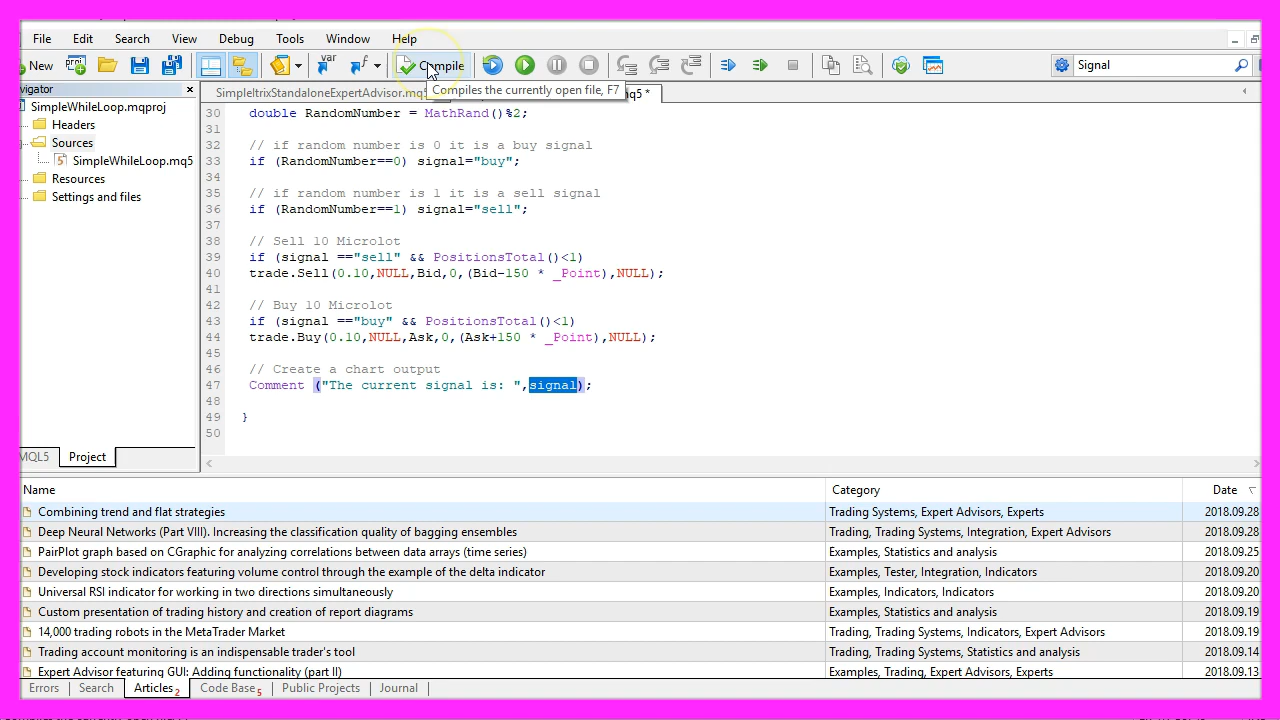 File Edit Search View Debug Tools Window Help
New Compile Signal
Compiles the currently open file, F7
vigator
SimpleItrixStandaloneExpertAdvisor.mq5
mq5 *
SimpleWhileLoop.mqproj
Headers
Sources
SimpleWhileLoop.mq5
Resources
Settings and files
MQL5 Project
30 double RandomNumber = MathRand()%2;
31
32 // if random number is 0 it is a buy signal
33 if (RandomNumber==0) signal="buy";
34
35 // if random number is 1 it is a sell signal
36 if (RandomNumber==1) signal="sell";
37
38 // Sell 10 Microlot
39 if (signal =="sell" && PositionsTotal()<1)
40 trade.Sell(0.10,NULL,Bid,0,(Bid-150 * _Point),NULL);
41
42 // Buy 10 Microlot
43 if (signal =="buy" && PositionsTotal()<1)
44 trade.Buy(0.10,NULL,Ask,0,(Ask+150 * _Point),NULL);
45
46 // Create a chart output
47 Comment ("The current signal is: ",signal);
48
49 }
50
Name Category Date
Combining trend and flat strategies Trading Systems, Expert Advisors, Experts 2018.09.28
Deep Neural Networks (Part VIII). Increasing the classification quality of bagging ensembles Trading, Trading Systems, Integration, Expert Advisors 2018.09.28
PairPlot graph based on CGraphic for analyzing correlations between data arrays (time series) Examples, Statistics and analysis 2018.09.25
Developing stock indicators featuring volume control through the example of the delta indicator Examples, Tester, Integration, Indicators 2018.09.20
Universal RSI indicator for working in two directions simultaneously Examples, Indicators, Indicators 2018.09.20
Custom presentation of trading history and creation of report diagrams Examples, Statistics and analysis 2018.09.19
14,000 trading robots in the MetaTrader Market Trading, Trading Systems, Indicators, Experts 2018.09.19
Trading account monitoring is an indispensable trader's tool Trading, Trading Systems, Statistics and analysis 2018.09.14
Expert Advisor featuring GUI: Adding functionality (part II) Examples, Trading, Expert Advisors, Experts 2018.09.13
Errors Search Articles 2 Code Base 5 Public Projects Journal